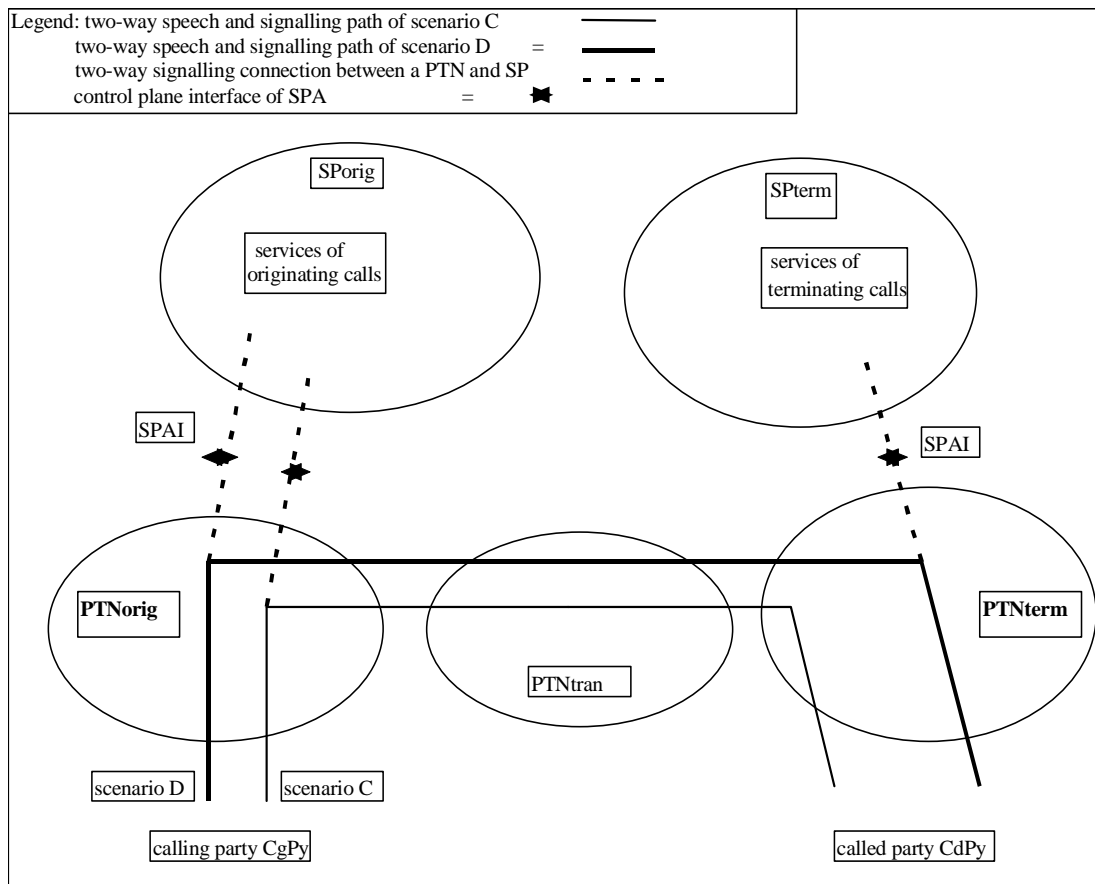 Legend: two-way speech and signalling path of scenario C
two-way speech and signalling path of scenario D =
two-way signalling connection between a PTN and SP
control plane interface of SPA =
SPorig
SPterm
services of
originating calls
services of
terminating calls
SPAI
SPAI
PTNorig
PTNterm
PTNtran
scenario D
scenario C
calling party CgPy
called party CdPy